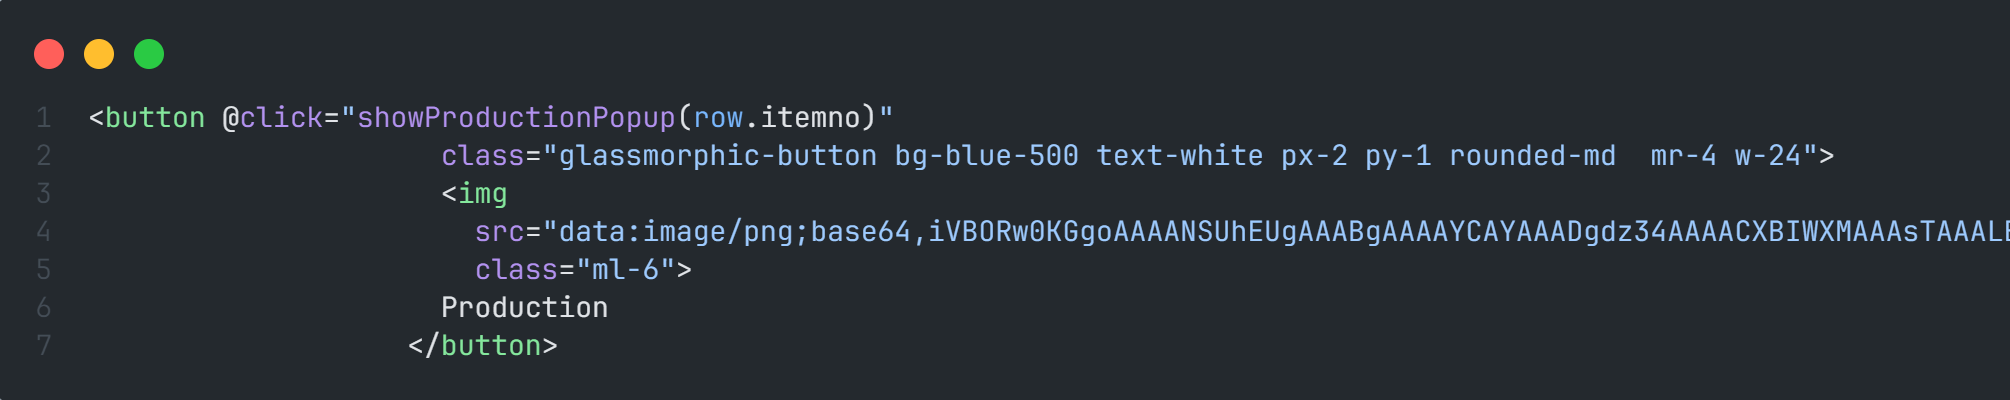 1 <button @click="showProductionPopup(row.itemno)"
2 class="glassmorphic-button bg-blue-500 text-white px-2 py-1 rounded-md  mr-4 w-24">
3 <img
4 src="data:image/png;base64,iVBORw0KGgoAAAANSUhEUgAAABgAAAAYCAYAAADgdz34AAAACXBIWXMAAAsTAAALE
5 class="ml-6">
6 Production
7 </button>